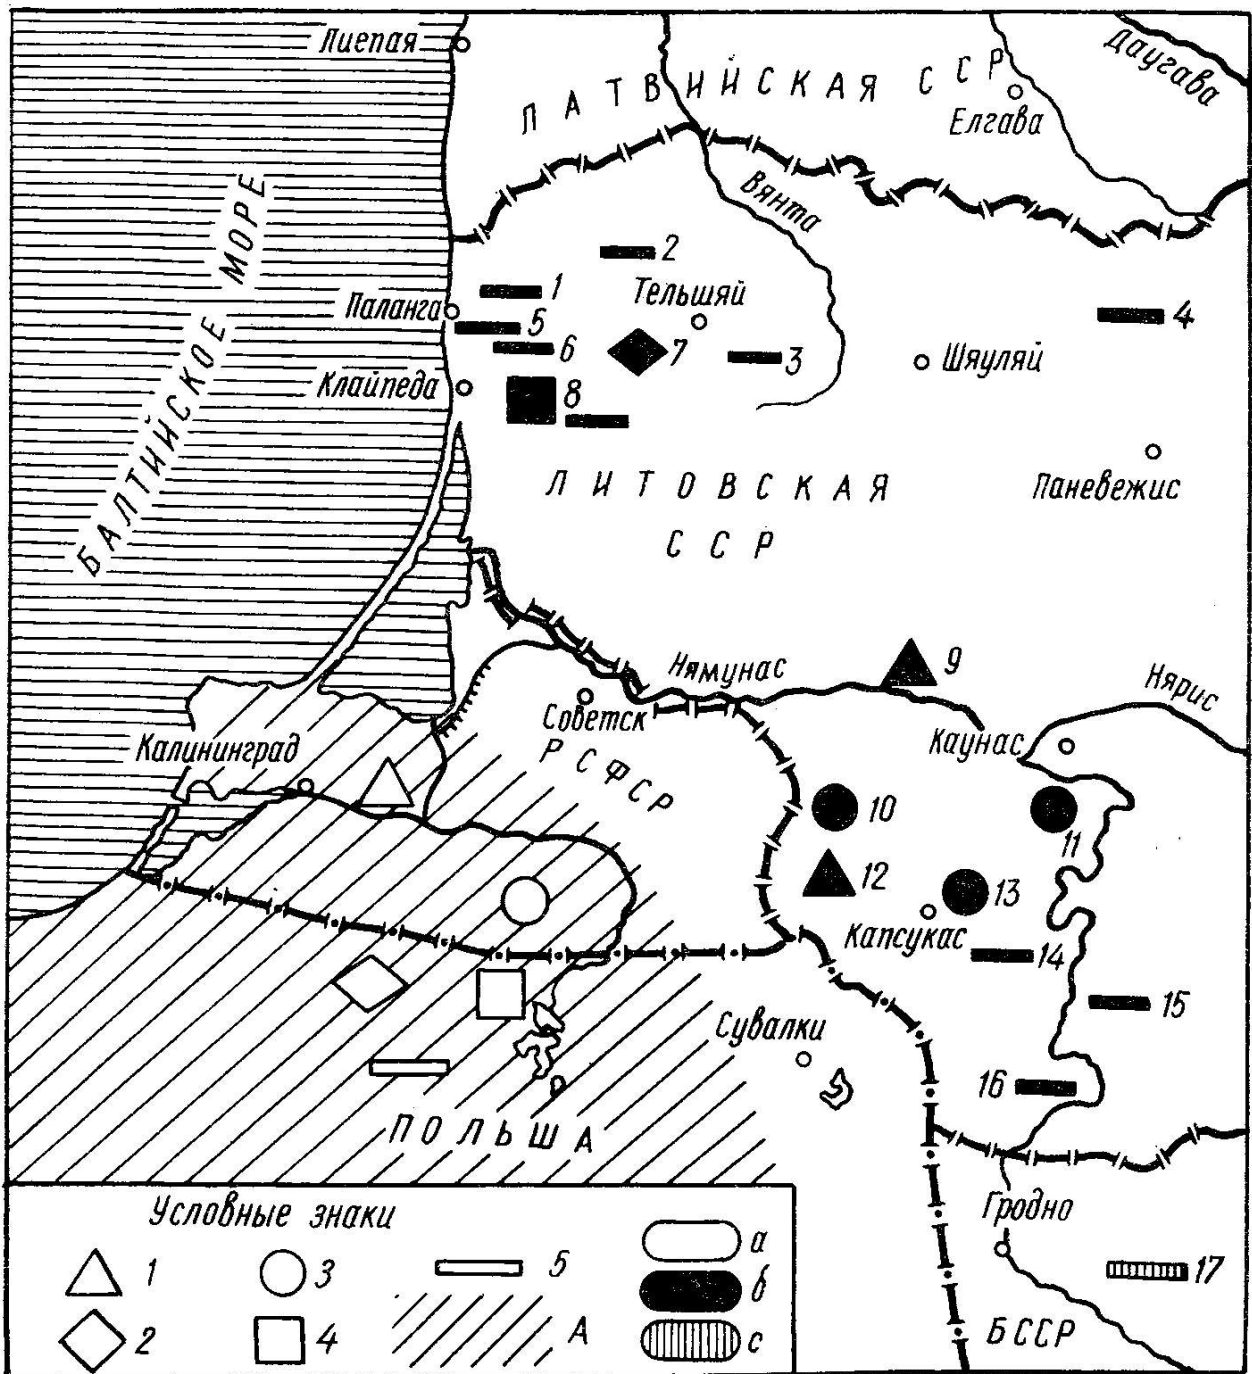 Лиепая
ЛАТВИЙСКАЯ ССР
Даугава
Елгава
БАЛТИЙСКОЕ МОРЕ
Вянта
2
1
Тельшяй
Паланга
5
4
6
7
3
Шяуляй
Клайпеда
8
ЛИТОВСКАЯ
ССР
Паневежис
9
Нямунас
Нярис
Советск
Каунас
Калининград
РСФСР
10
11
12
13
Капсукас
14
15
Сувалки
16
ПОЛЬША
Гродно
17
БССР
Условные знаки
1
3
5
а
б
2
4
А
с